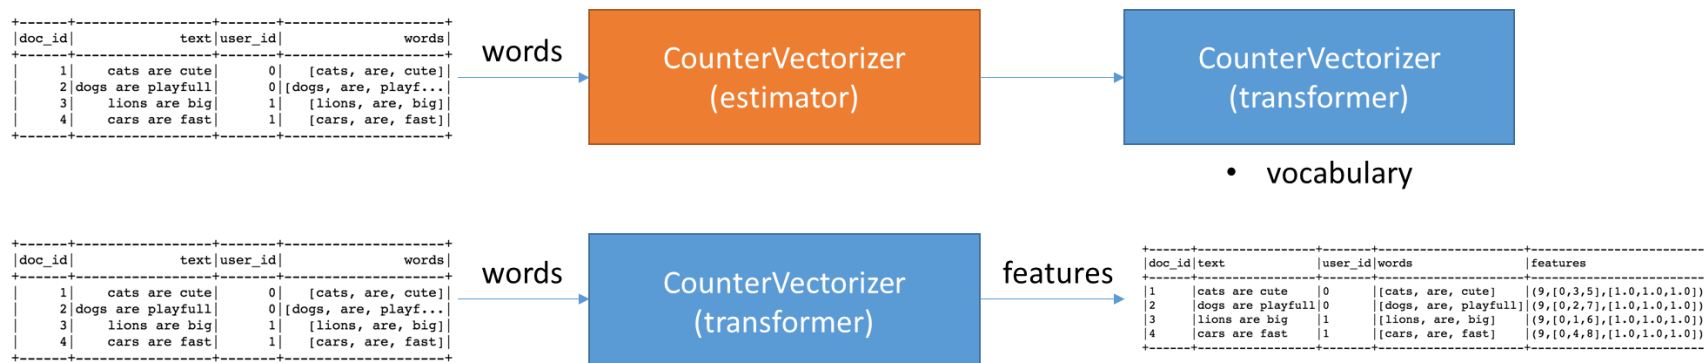 +------+------------------+-------+--------------------+
|doc_id|              text|user_id|               words|
+------+------------------+-------+--------------------+
|     1|     cats are cute|      0|   [cats, are, cute]|
|     2|dogs are playfull|      0|[dogs, are, playf...|
|     3|     lions are big|      1|   [lions, are, big]|
|     4|     cars are fast|      1|   [cars, are, fast]|
+------+------------------+-------+--------------------+
words
CounterVectorizer
(estimator)
CounterVectorizer
(transformer)
• vocabulary
+------+------------------+-------+--------------------+
|doc_id|              text|user_id|               words|
+------+------------------+-------+--------------------+
|     1|     cats are cute|      0|   [cats, are, cute]|
|     2|dogs are playfull|      0|[dogs, are, playf...|
|     3|     lions are big|      1|   [lions, are, big]|
|     4|     cars are fast|      1|   [cars, are, fast]|
+------+------------------+-------+--------------------+
words
CounterVectorizer
(transformer)
features
+------+-----------------+-------+---------------------+-------------------------
|doc_id|text             |user_id|words                |features
+------+-----------------+-------+---------------------+-------------------------
|1     |cats are cute    |0      |[cats, are, cute]    |(9,[0,3,5],[1.0,1.0,1.0])
|2     |dogs are playfull|0      |[dogs, are, playfull]|(9,[0,2,7],[1.0,1.0,1.0])
|3     |lions are big    |1      |[lions, are, big]    |(9,[0,1,6],[1.0,1.0,1.0])
|4     |cars are fast    |1      |[cars, are, fast]    |(9,[0,4,8],[1.0,1.0,1.0])
+------+-----------------+-------+---------------------+-------------------------